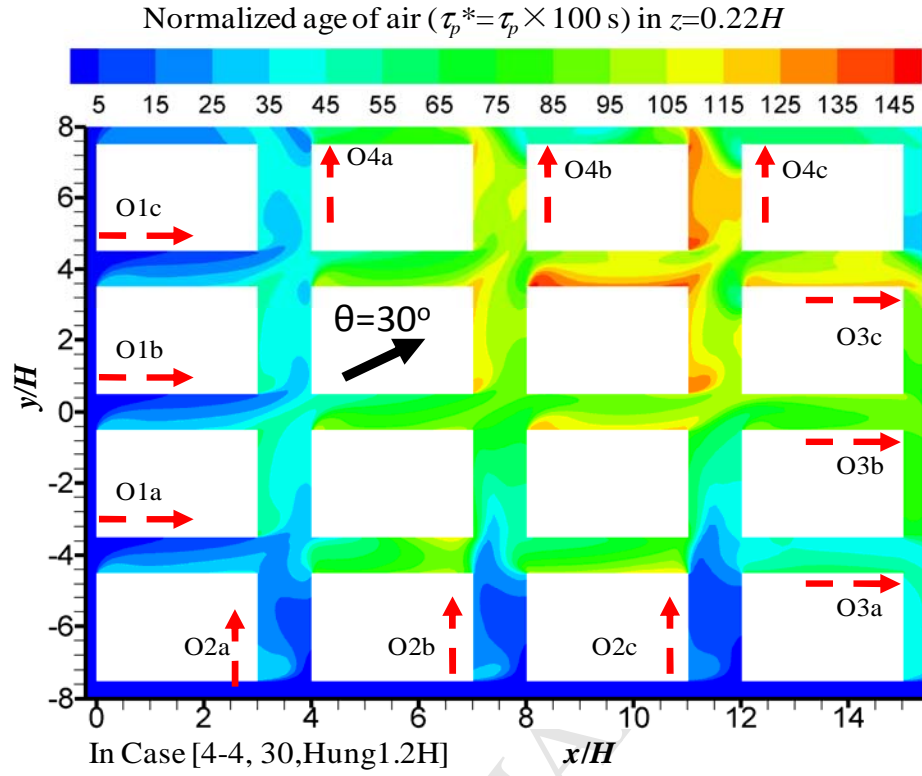 Normalized age of air (τp*=τp×100 s) in z=0.22H
5 15 25 35 45 55 65 75 85 95 105 115 122 135 145
8
O4a O4b O4c
6
O1c
4
O3c
θ=30°
2
O1b
y/H
0
O3b
-2
O1a
-4
O3a
-6
O2a O2b O2c
-8
0 2 4 6 8 10 12 14
In Case [4-4, 30,Hung1.2H] x/H